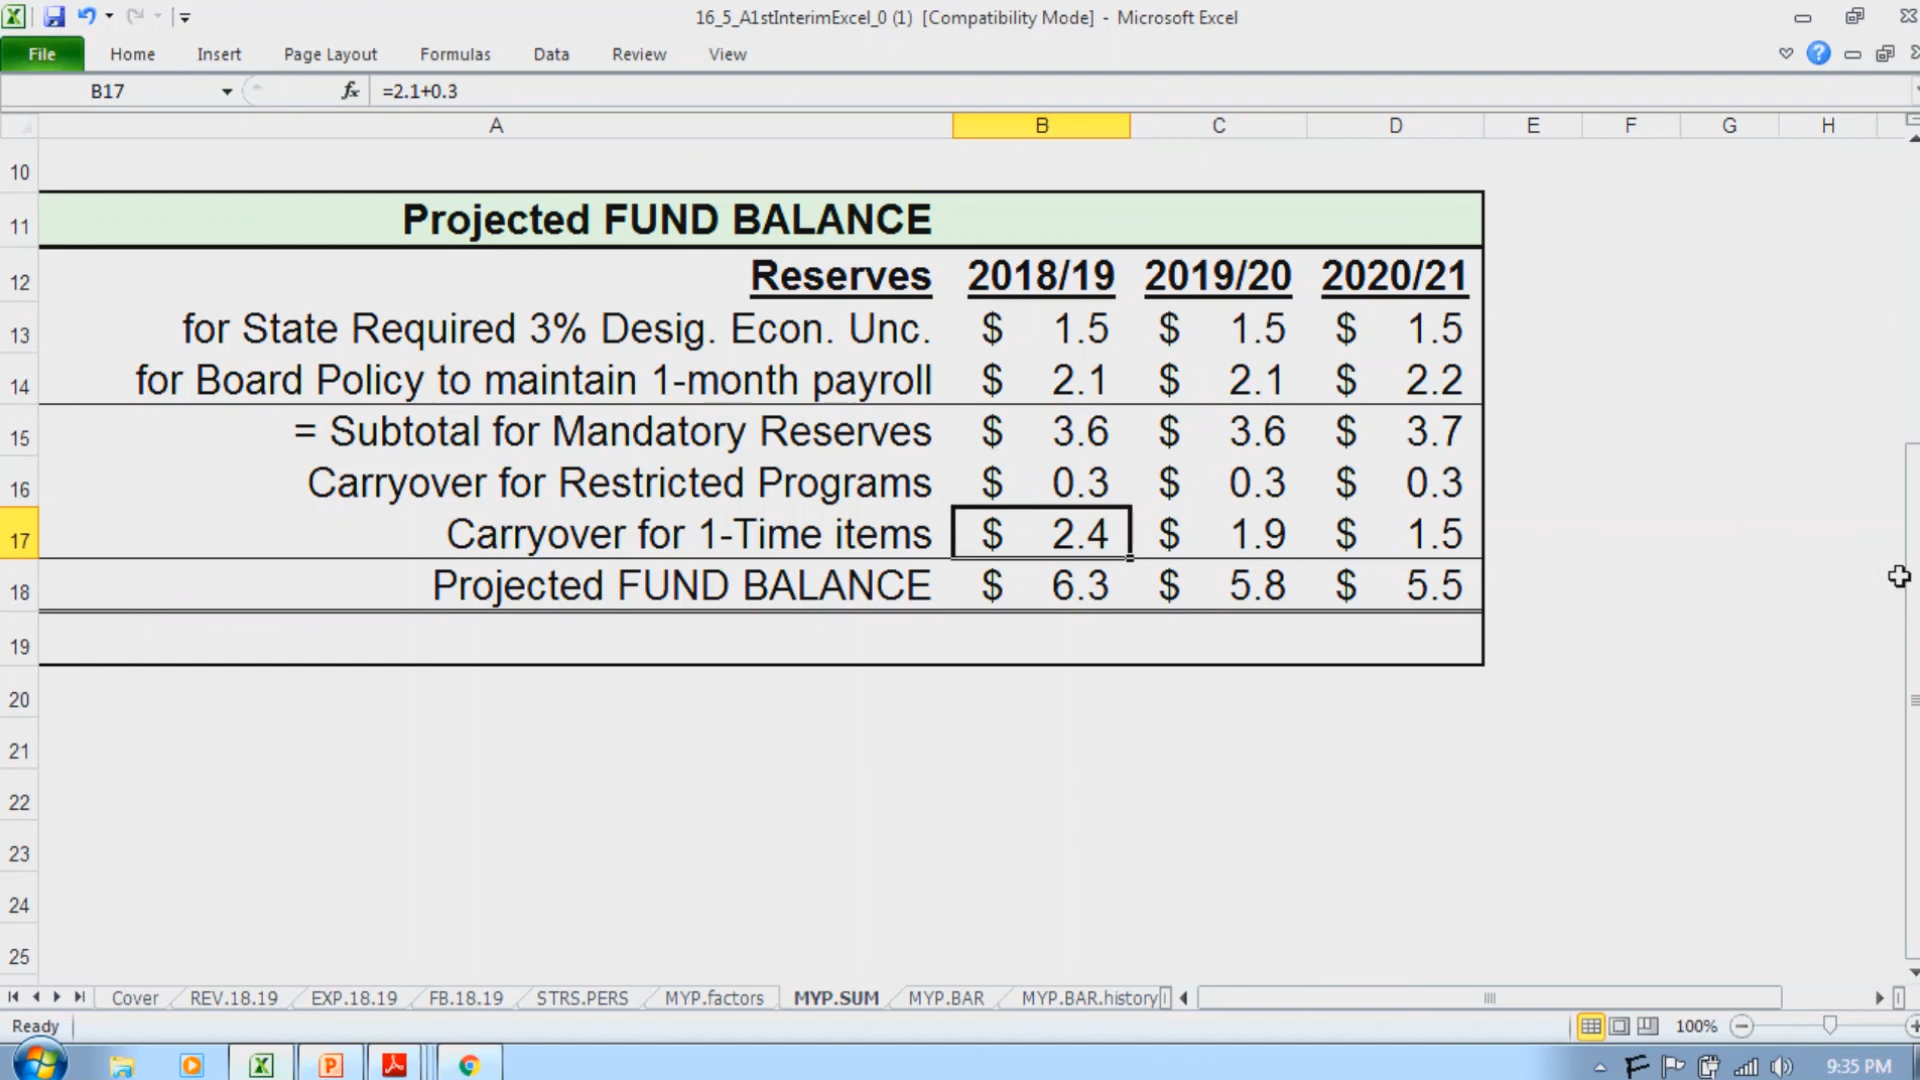 16_5_A1stInterimExcel_0 (1) [Compatibility Mode] - Microsoft Excel
File Home Insert Page Layout Formulas Data Review View
B17 fx =2.1+0.3
A B C D E F G H
10
11 Projected FUND BALANCE
12 Reserves 2018/19 2019/20 2020/21
13 for State Required 3% Desig. Econ. Unc. $ 1.5 $ 1.5 $ 1.5
14 for Board Policy to maintain 1-month payroll $ 2.1 $ 2.1 $ 2.2
15 = Subtotal for Mandatory Reserves $ 3.6 $ 3.6 $ 3.7
16 Carryover for Restricted Programs $ 0.3 $ 0.3 $ 0.3
17 Carryover for 1-Time items $ 2.4 $ 1.9 $ 1.5
18 Projected FUND BALANCE $ 6.3 $ 5.8 $ 5.5
19
20
21
22
23
24
25
Cover REV.18.19 EXP.18.19 FB.18.19 STRS.PERS MYP.factors MYP.SUM MYP.BAR MYP.BAR.history
Ready 100%
9:35 PM